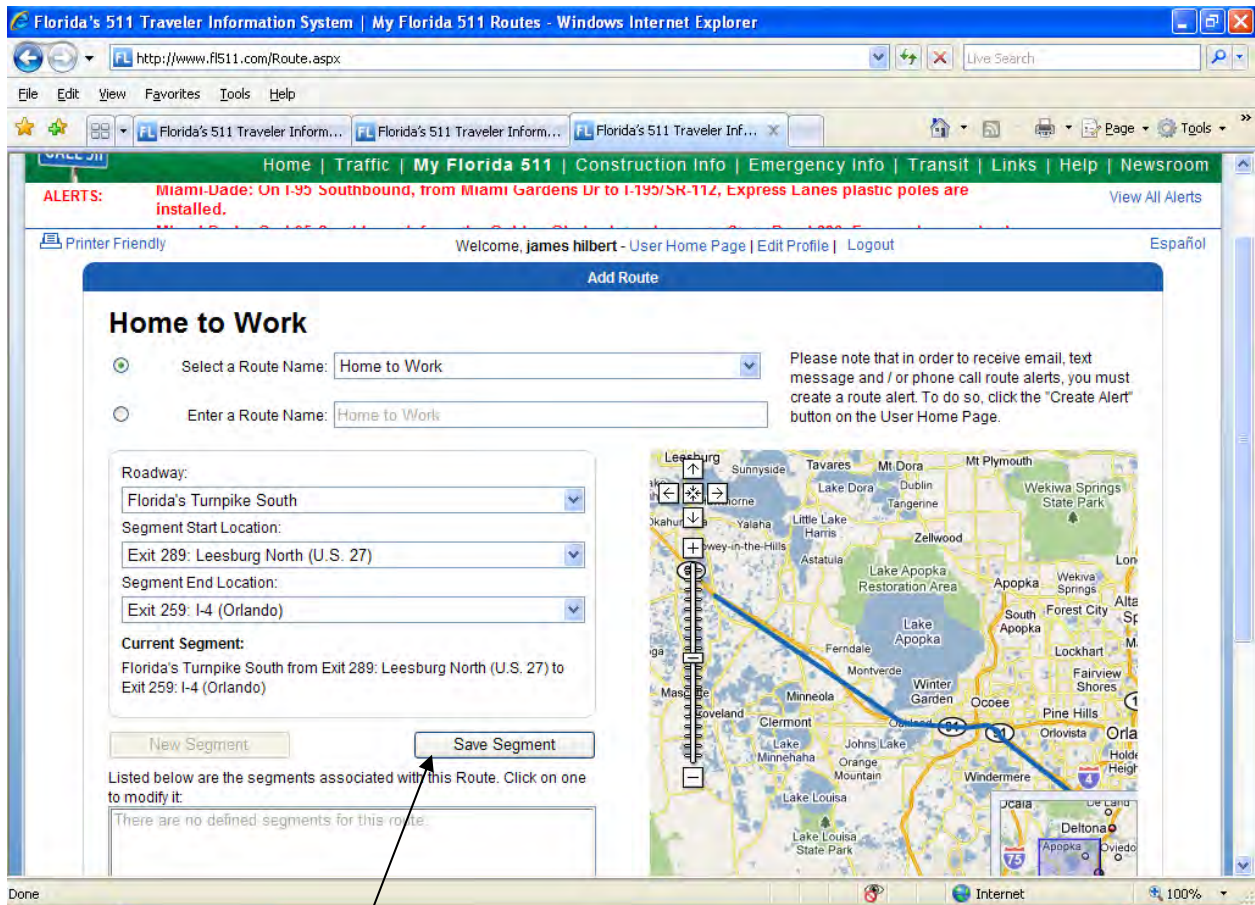 Florida's 511 Traveler Information System | My Florida 511 Routes - Windows Internet Explorer
http://www.fl511.com/Route.aspx
Live Search
File Edit View Favorites Tools Help
Florida's 511 Traveler Inform... Florida's 511 Traveler Inform... Florida's 511 Traveler Inf...
Page Tools
CALL 511
Home | Traffic | My Florida 511 | Construction Info | Emergency Info | Transit | Links | Help | Newsroom
ALERTS:
Miami-Dade: On I-95 Southbound, from Miami Gardens Dr to I-195/SR-112, Express Lanes plastic poles are
installed.
View All Alerts
Printer Friendly
Welcome, james hilbert - User Home Page | Edit Profile | Logout
Español
Add Route
Home to Work
Select a Route Name: Home to Work
Enter a Route Name: Home to Work
Please note that in order to receive email, text
message and / or phone call route alerts, you must
create a route alert. To do so, click the "Create Alert"
button on the User Home Page.
Roadway:
Florida's Turnpike South
Segment Start Location:
Exit 289: Leesburg North (U.S. 27)
Segment End Location:
Exit 259: I-4 (Orlando)
Current Segment:
Florida's Turnpike South from Exit 289: Leesburg North (U.S. 27) to
Exit 259: I-4 (Orlando)
New Segment
Save Segment
Listed below are the segments associated with this Route. Click on one
to modify it:
There are no defined segments for this route.
Leesburg
Sunnyside
Tavares
Mt Dora
Mt Plymouth
Lake Dora
Dublin
Tangerine
Wekiwa Springs
State Park
Yalaha
Little Lake
Harris
Zellwood
Astatula
Lake Apopka
Restoration Area
Apopka
Wekiva
Springs
South
Apopka
Forest City
Lake
Apopka
Lockhart
Ferndale
Montverde
Fairview
Shores
Winter
Garden
Ocoee
Pine Hills
Minneola
Clermont
91
91
Orlovista
Lake
Minnehaha
Johns Lake
Orange
Mountain
Windermere
4
Lake Louisa
Lake Louisa
State Park
Ocala
De Land
Deltona
Apopka
Oviedo
75
Done
Internet
100%